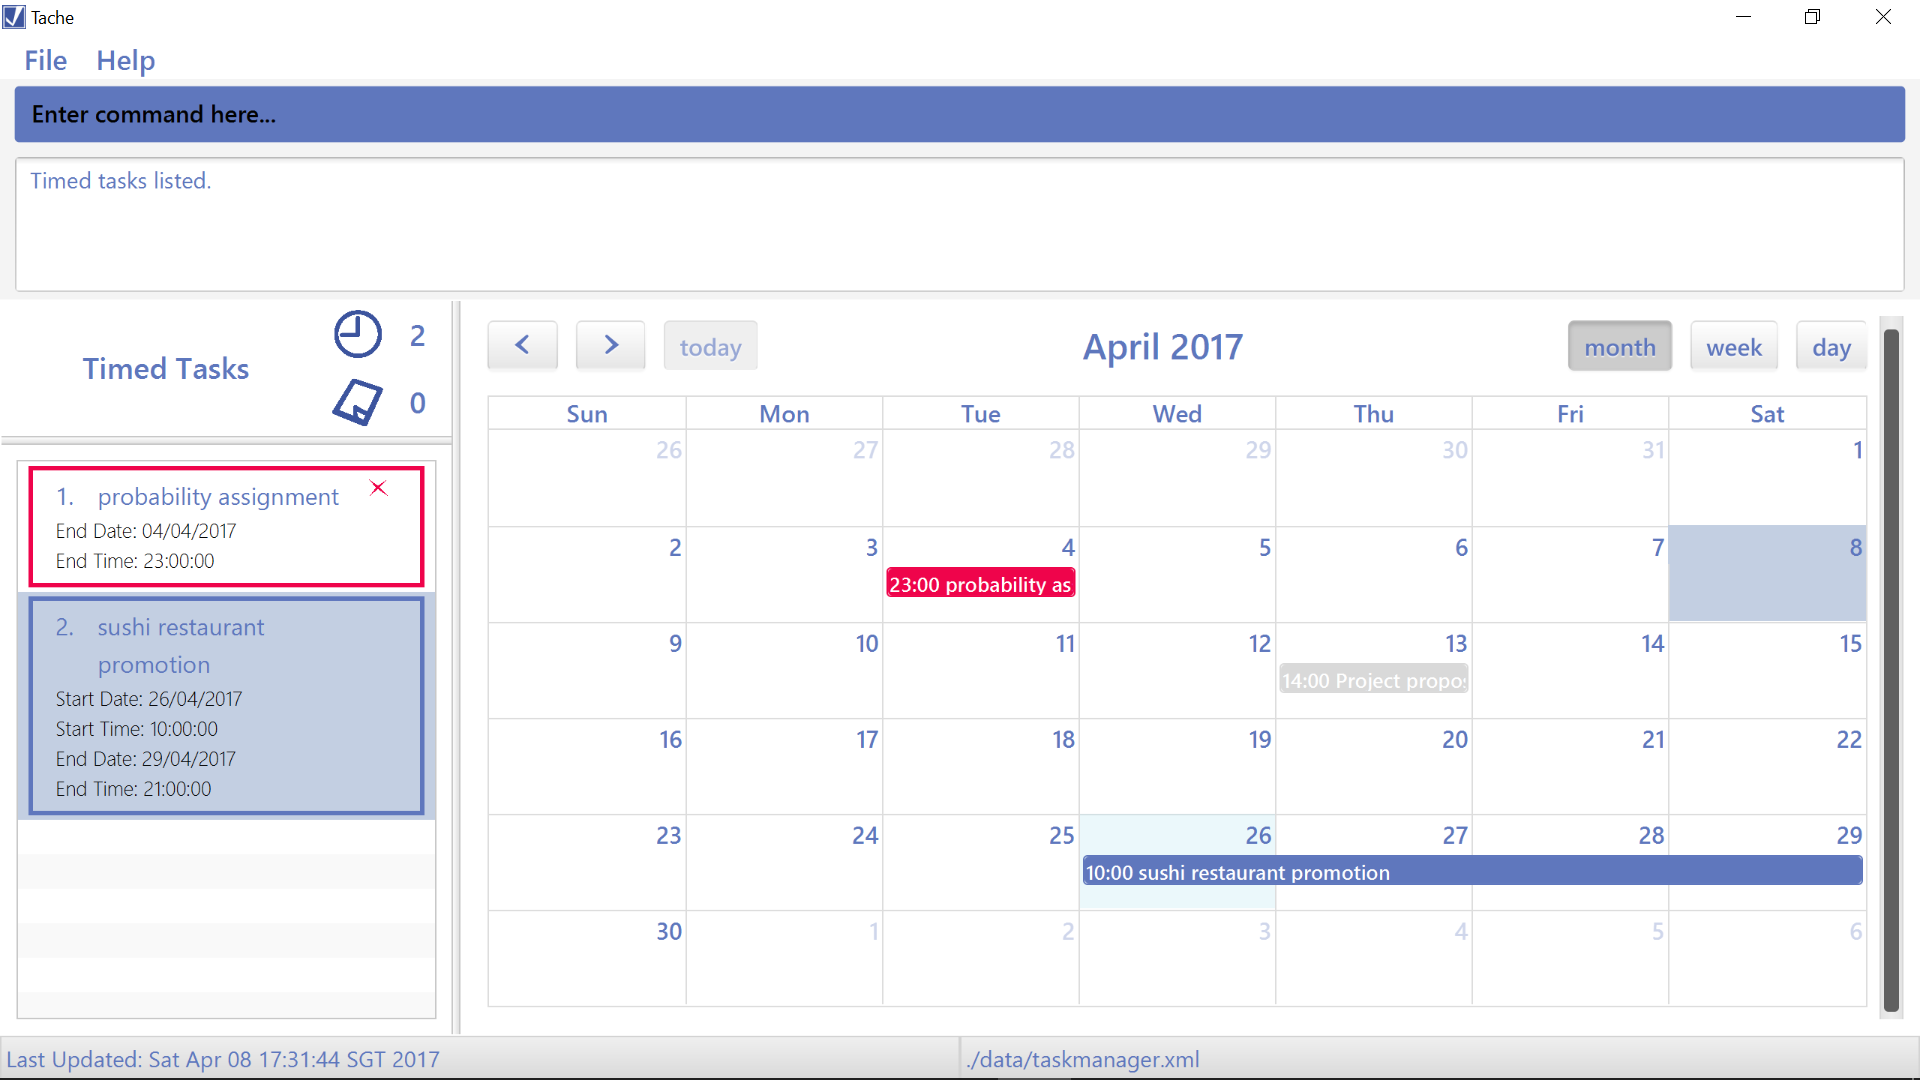 Tache
File Help
Enter command here...
Timed tasks listed.
Timed Tasks
2
0
1. probability assignment
End Date: 04/04/2017
End Time: 23:00:00
2. sushi restaurant
promotion
Start Date: 26/04/2017
Start Time: 10:00:00
End Date: 29/04/2017
End Time: 21:00:00
< > today April 2017 month week day
Sun Mon Tue Wed Thu Fri Sat
26 27 28 29 30 31 1
2 3 4 5 6 7 8
23:00 probability as
9 10 11 12 13 14 15
14:00 Project propo
16 17 18 19 20 21 22
23 24 25 26 27 28 29
10:00 sushi restaurant promotion
30 1 2 3 4 5 6
Last Updated: Sat Apr 08 17:31:44 SGT 2017
./data/taskmanager.xml